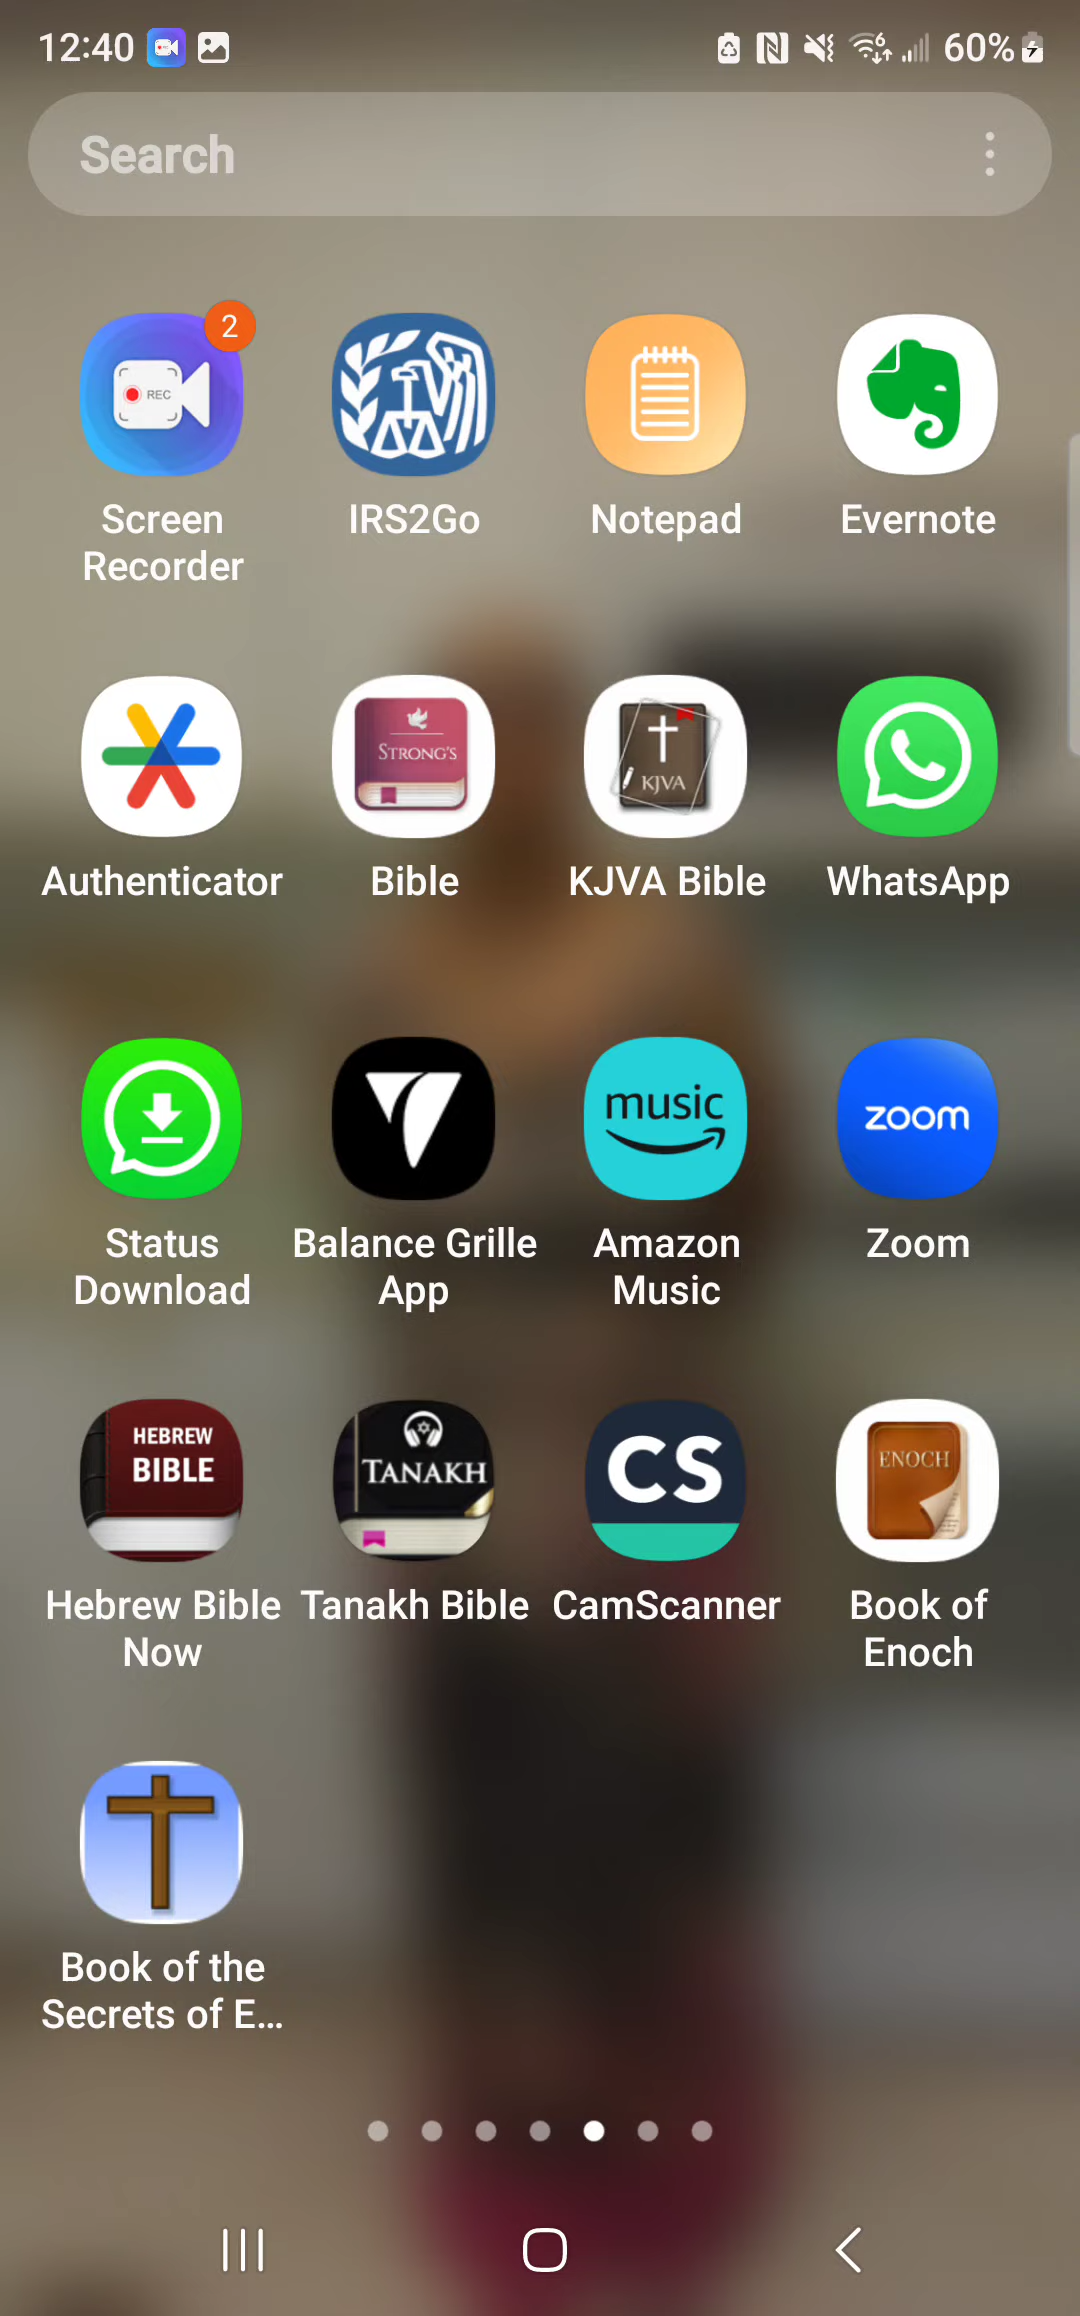 12:40 60%
Search
2
REC
Screen
Recorder
IRS2Go
Notepad
Evernote
STRONG'S
KJVA
Authenticator
Bible
KJVA Bible
WhatsApp
music
zoom
Status
Download
Balance Grille
App
Amazon
Music
Zoom
HEBREW
BIBLE
TANAKH
CS
ENOCH
Hebrew Bible
Now
Tanakh Bible
CamScanner
Book of
Enoch
Book of the
Secrets of E...